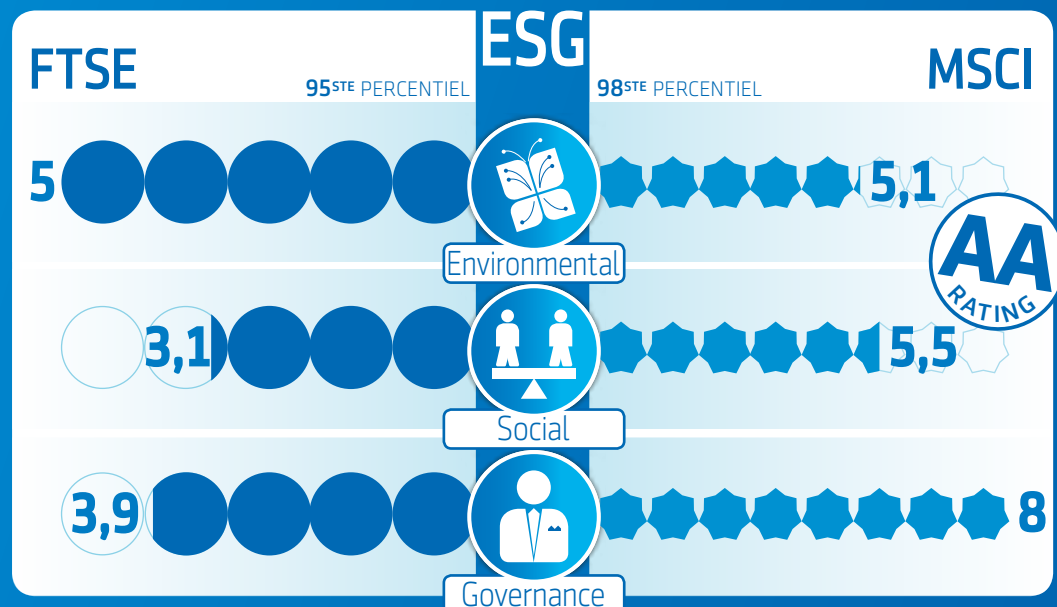 ESG
FTSE
95STE PERCENTIEL
98STE PERCENTIEL
MSCI
5
5,1
Environmental
AA
RATING
3,1
5,5
Social
3,9
8
Governance